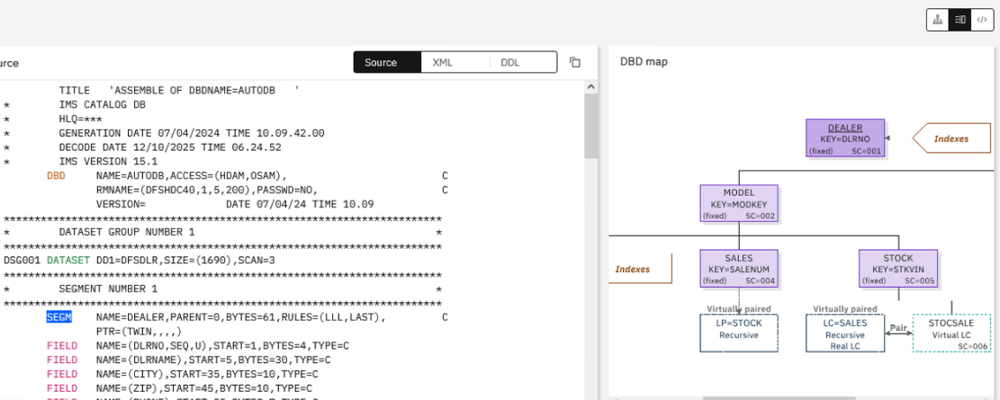 urce
Source XML DDL
TITLE 'ASSEMBLE OF DBDNAME=AUTODB '
* IMS CATALOG DB
* HLQ=***
* GENERATION DATE 07/04/2024 TIME 10.09.42.00
* DECODE DATE 12/10/2025 TIME 06.24.52
* IMS VERSION 15.1
DBD NAME=AUTODB,ACCESS=(HDAM,OSAM), C
RMNAME=(DFSHDC40,1,5,200),PASSWD=NO, C
VERSION= DATE 07/04/24 TIME 10.09
***********************************************************************
* DATASET GROUP NUMBER 1 *
***********************************************************************
DSG001 DATASET DD1=DFSDLR,SIZE=(1690),SCAN=3
***********************************************************************
* SEGMENT NUMBER 1 *
***********************************************************************
SEGM NAME=DEALER,PARENT=0,BYTES=61,RULES=(LLL,LAST), C
PTR=(TWIN,,,,)
FIELD NAME=(DLRNO,SEQ,U),START=1,BYTES=4,TYPE=C
FIELD NAME=(DLRNAME),START=5,BYTES=30,TYPE=C
FIELD NAME=(CITY),START=35,BYTES=10,TYPE=C
FIELD NAME=(ZIP),START=45,BYTES=10,TYPE=C
DBD map
DEALER
KEY=DLRNO
(fixed) SC=001
Indexes
MODEL
KEY=MODKEY
(fixed) SC=002
Indexes
SALES
KEY=SALENUM
(fixed) SC=004
STOCK
KEY=STKVIN
(fixed) SC=005
Virtually paired
LP=STOCK
Recursive
Virtually paired
LC=SALES
Recursive
Real LC
Pair
STOCSALE
Virtual LC
SC=006